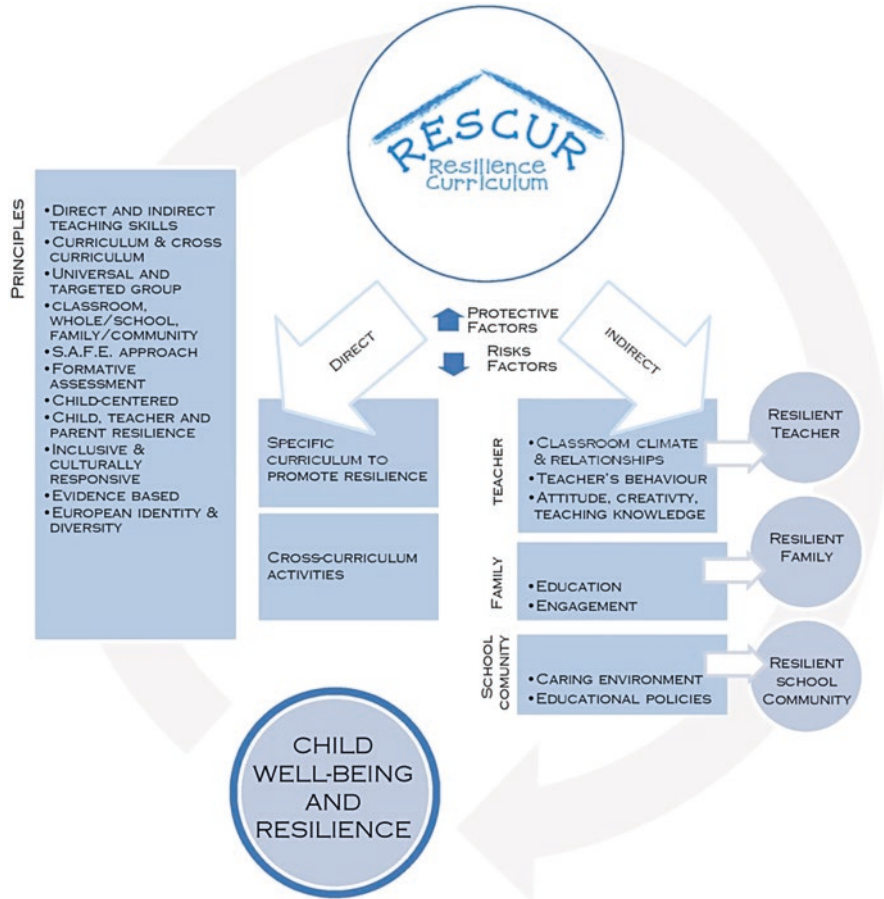 RESCUR
Resilience
Curriculum
PRINCIPLES
•DIRECT AND INDIRECT
TEACHING SKILLS
•CURRICULUM & CROSS
CURRICULUM
•UNIVERSAL AND
TARGETED GROUP
•CLASSROOM,
WHOLE/SCHOOL,
FAMILY/COMMUNITY
•S.A.F.E. APPROACH
•FORMATIVE
ASSESSMENT
•CHILD-CENTERED
•CHILD, TEACHER AND
PARENT RESILIENCE
•INCLUSIVE &
CULTURALLY
RESPONSIVE
•EVIDENCE BASED
•EUROPEAN IDENTITY &
DIVERSITY
DIRECT
PROTECTIVE
FACTORS
RISKS
FACTORS
INDIRECT
SPECIFIC
CURRICULUM TO
PROMOTE RESILIENCE
CROSS-CURRICULUM
ACTIVITIES
TEACHER
•CLASSROOM CLIMATE
& RELATIONSHIPS
•TEACHER'S BEHAVIOUR
•ATTITUDE, CREATIVTY,
TEACHING KNOWLEDGE
RESILIENT
TEACHER
FAMILY
•EDUCATION
•ENGAGEMENT
RESILIENT
FAMILY
SCHOOL
COMUNITY
•CARING ENVIRONMENT
•EDUCATIONAL POLICIES
RESILIENT
SCHOOL
COMMUNITY
CHILD
WELL-BEING
AND
RESILIENCE